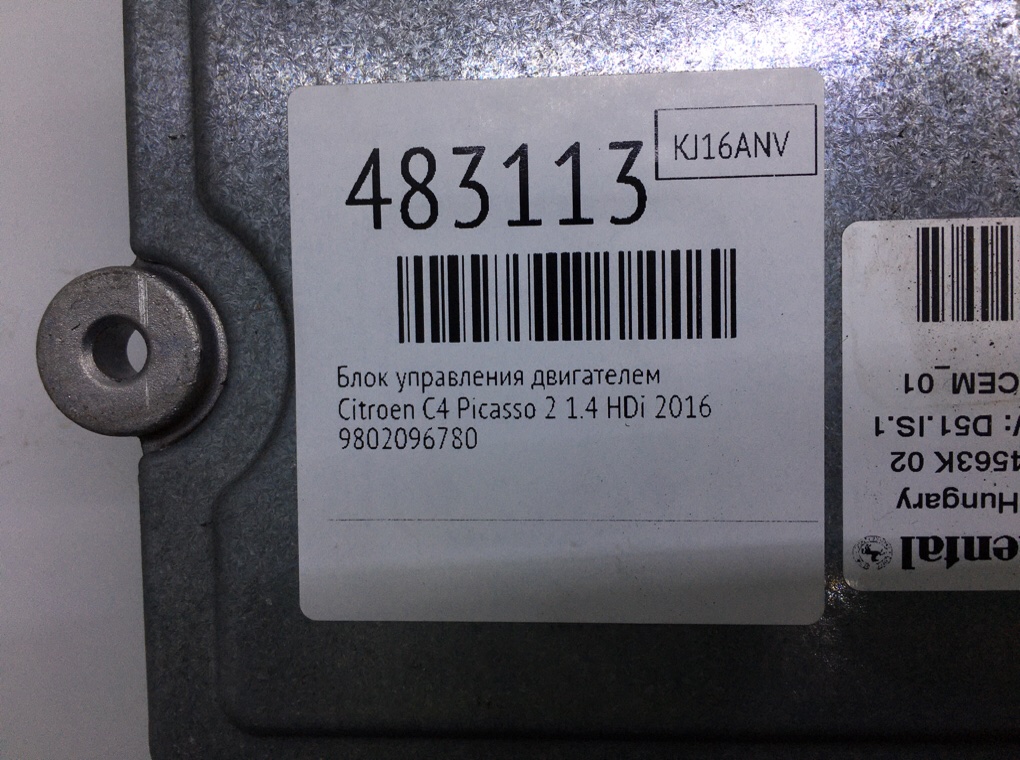 483113
KJ16ANV
Блок управления двигателем
Citroen C4 Picasso 2 1.4 HDi 2016
9802096780
ental
Hungary
4563K 02
: D51.IS.1
CEM_01